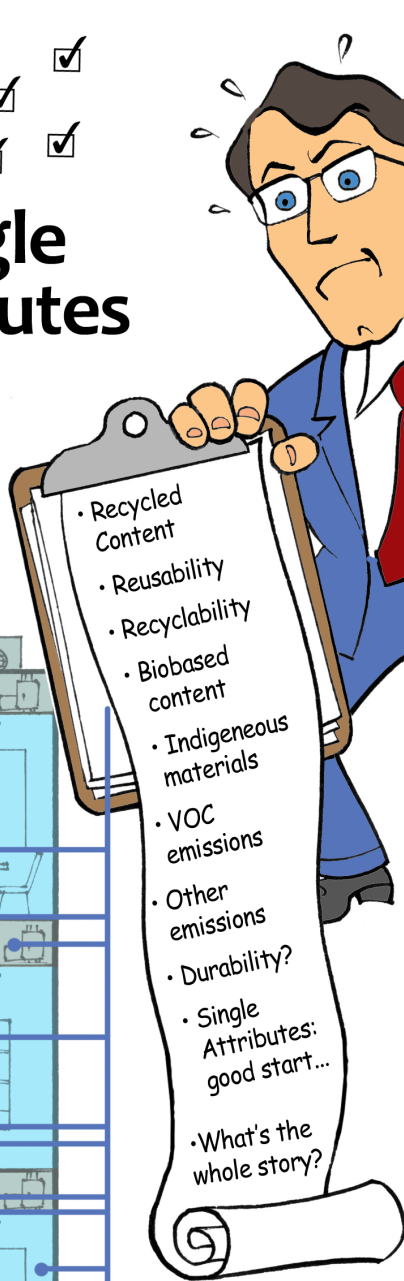 gle
utes
• Recycled
Content
• Reusability
• Recyclability
• Biobased
content
• Indigeneous
materials
• VOC
emissions
• Other
emissions
• Durability?
• Single
Attributes:
good start...
•What's the
whole story?